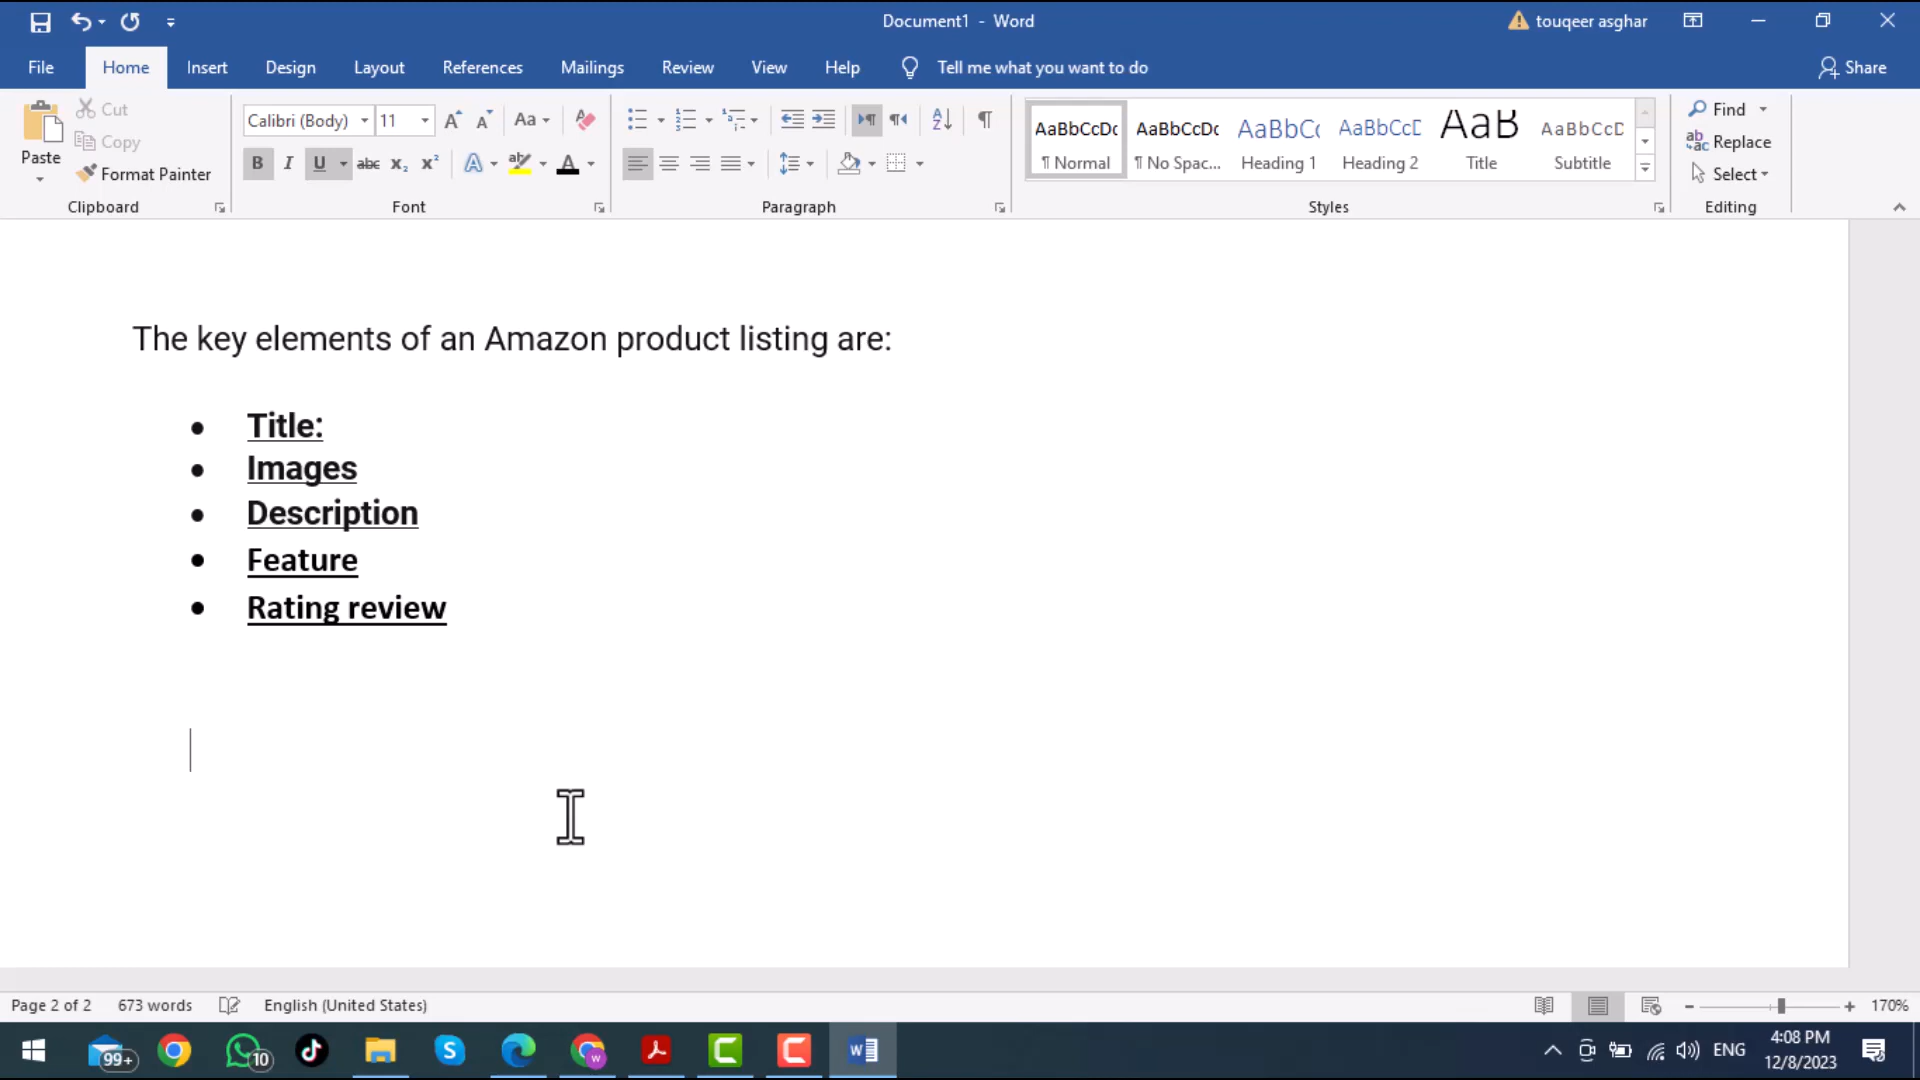 Document1 - Word
touqeer asghar
File Home Insert Design Layout References Mailings Review View Help Tell me what you want to do Share
Paste
Cut
Copy
Format Painter
Clipboard
Calibri (Body) 11
Font
Paragraph
AaBbCcDc AaBbCcDc AaBbC( AaBbCcD AaB AaBbCcD
¶ Normal ¶ No Spac... Heading 1 Heading 2 Title Subtitle
Styles
Find
Replace
Select
Editing
The key elements of an Amazon product listing are:
• Title:
• Images
• Description
• Feature
• Rating review
Page 2 of 2 673 words English (United States) 170%
99+ 10 ENG
4:08 PM
12/8/2023